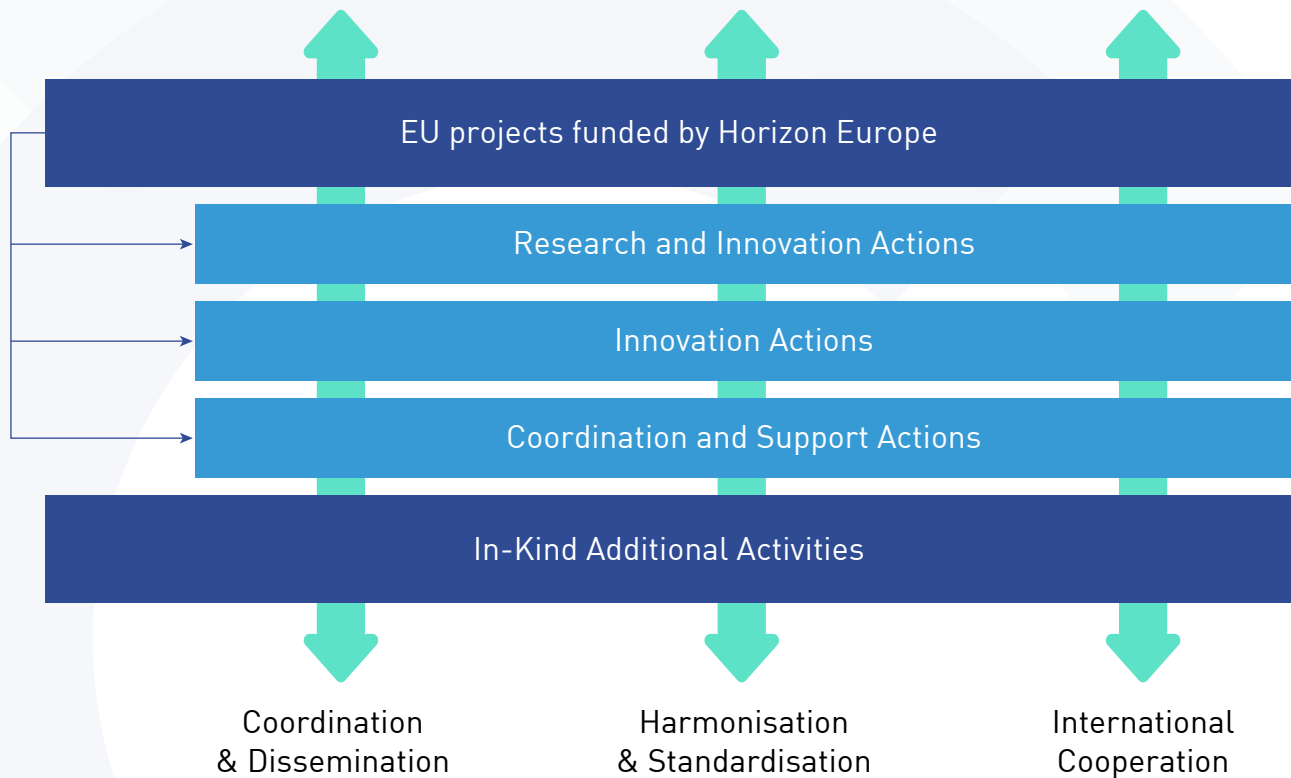 EU projects funded by Horizon Europe
Research and Innovation Actions
Innovation Actions
Coordination and Support Actions
In-Kind Additional Activities
Coordination
& Dissemination
Harmonisation
& Standardisation
International
Cooperation